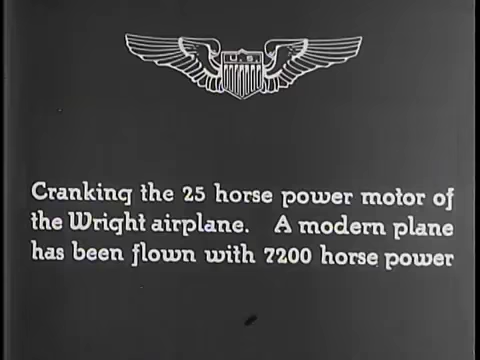 U.S.
Cranking the 25 horse power motor of
the Wright airplane. A modern plane
has been flown with 7200 horse power